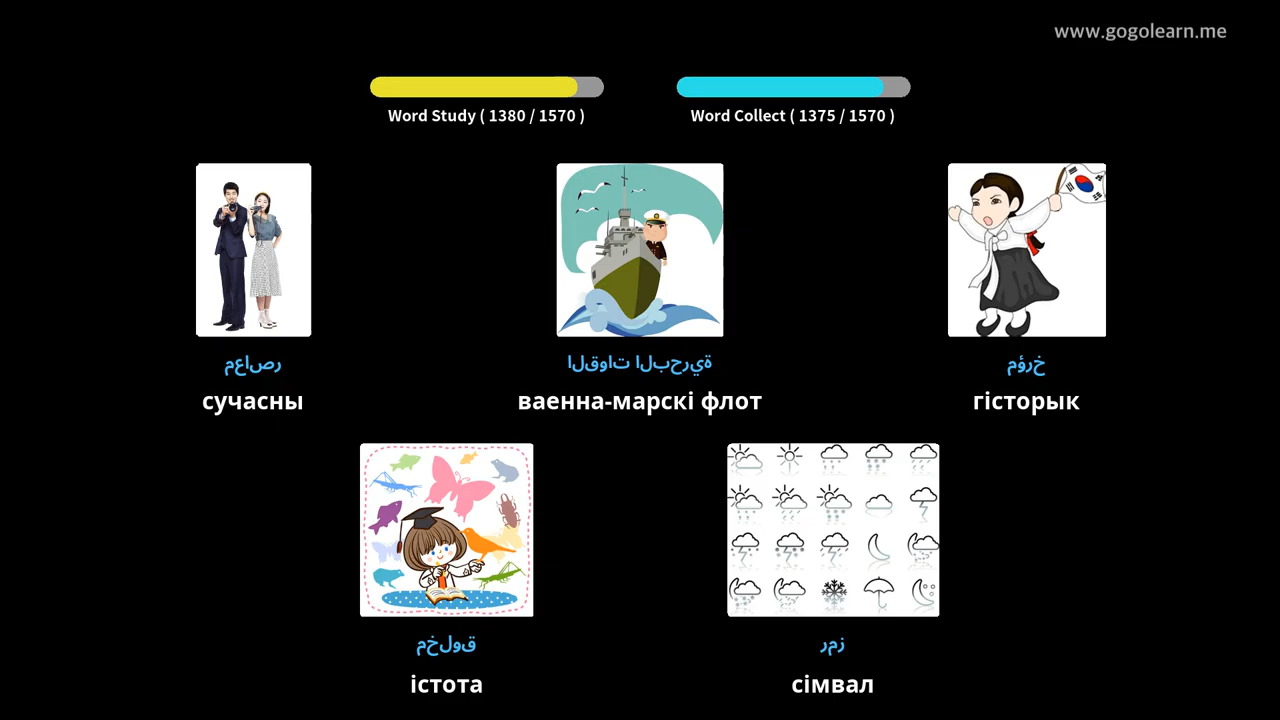 www.gogolearn.me
Word Study ( 1380 / 1570 )
Word Collect ( 1375 / 1570 )
معاصر
сучасны
القوات البحرية
ваенна-марскі флот
مؤرخ
гісторык
مخلوق
істота
رمز
сімвал